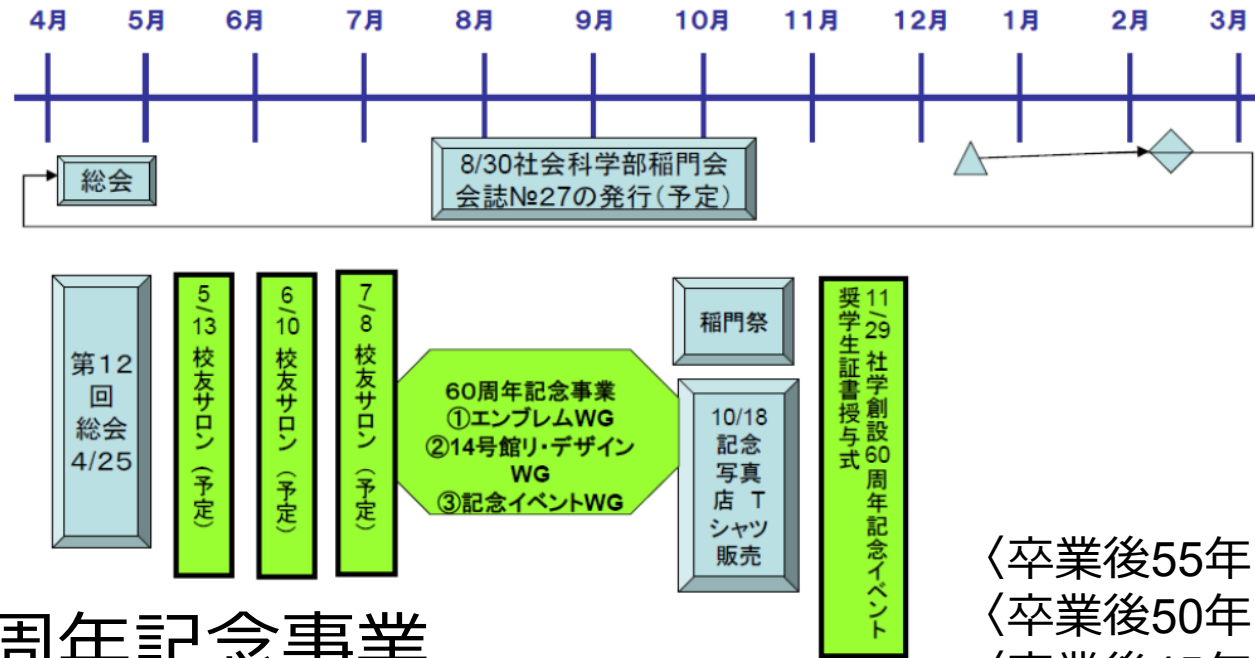 4月 5月 6月 7月 8月 9月 10月 11月 12月 1月 2月 3月
総会
8/30社会科学部稲門会
会誌№27の発行(予定)
第12
回
総会
4/25
5/13 校友サロン(予定)
6/10 校友サロン(予定)
7/8 校友サロン(予定)
60周年記念事業
①エンブレムWG
②14号館リ・デザイン
WG
③記念イベントWG
稲門祭
10/18
記念
写真
店 T
シャツ
販売
11/29 社学創設60周年記念イベント
奨学生証書授与式
〈卒業後55年
〈卒業後50年
周年記念事業